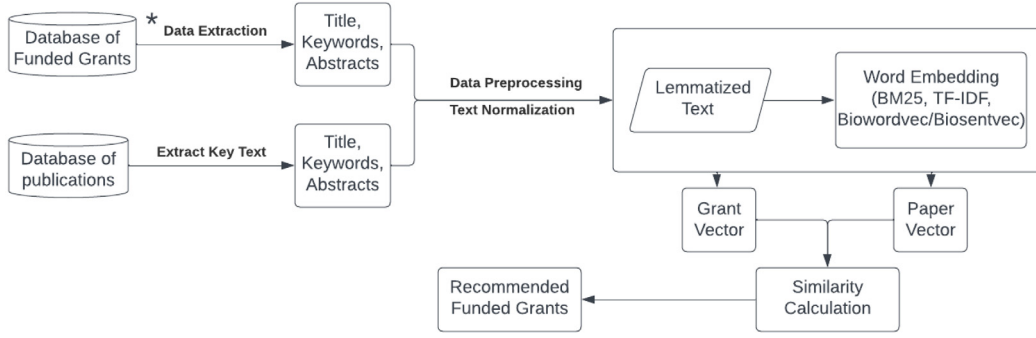 *
Database of
Funded Grants
Data Extraction
Title,
Keywords,
Abstracts
Database of
publications
Extract Key Text
Title,
Keywords,
Abstracts
Data Preprocessing
Text Normalization
Lemmatized
Text
Word Embedding
(BM25, TF-IDF,
Biowordvec/Biosentvec)
Grant
Vector
Paper
Vector
Similarity
Calculation
Recommended
Funded Grants